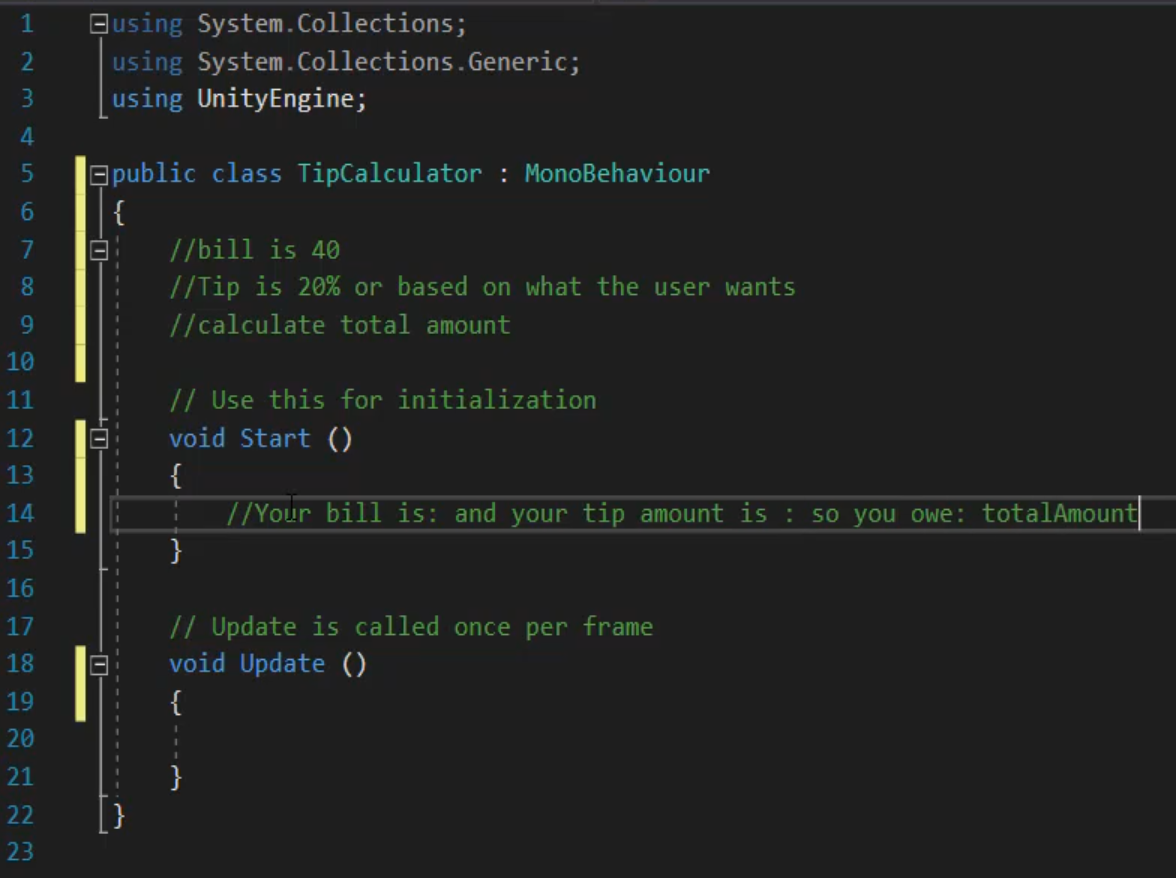 1 using System.Collections;
2 using System.Collections.Generic;
3 using UnityEngine;
4
5 public class TipCalculator : MonoBehaviour
6 {
7 //bill is 40
8 //Tip is 20% or based on what the user wants
9 //calculate total amount
10
11 // Use this for initialization
12 void Start ()
13 {
14 //Your bill is: and your tip amount is : so you owe: totalAmount
15 }
16
17 // Update is called once per frame
18 void Update ()
19 {
20
21 }
22 }
23